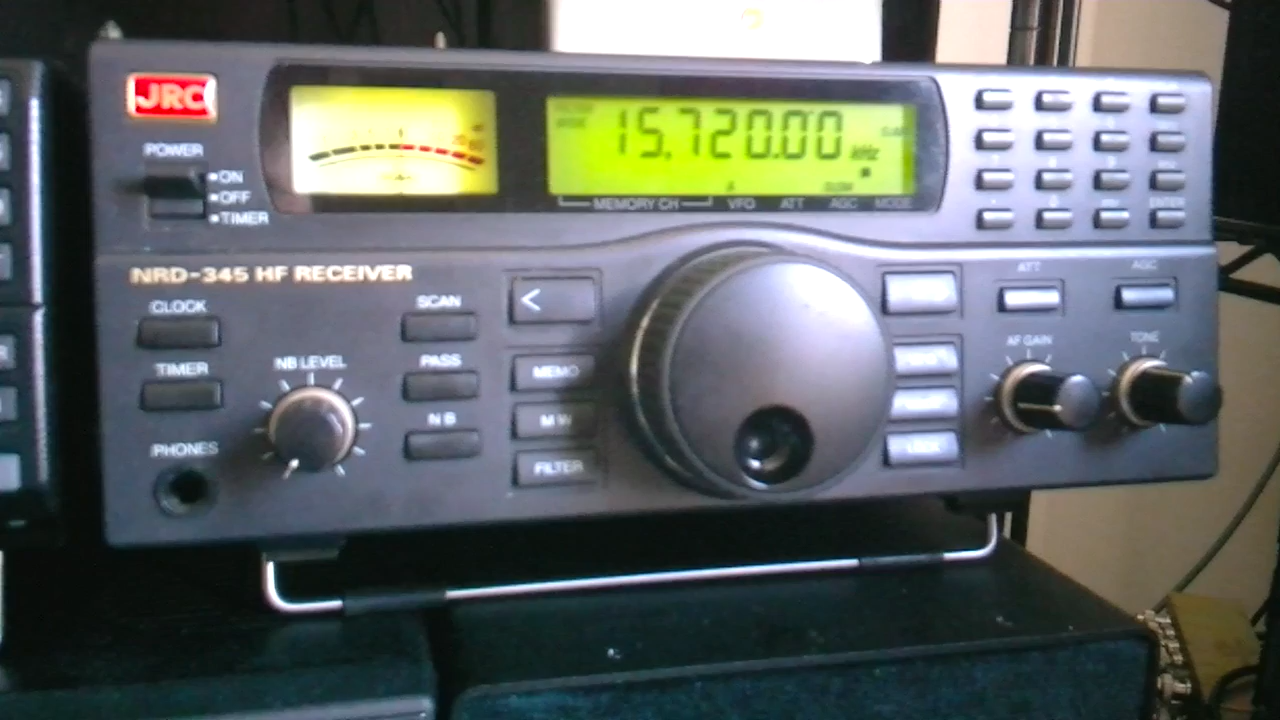 JRC
POWER
ON
OFF
TIMER
15,720.00 kHz
MEMORY CH
VFO
ATT
AGC
MODE
NRD-345 HF RECEIVER
CLOCK
TIMER
PHONES
NB LEVEL
SCAN
PASS
NB
<
MEMO
M
FILTER
ATT
AGC
AF GAIN
TONE